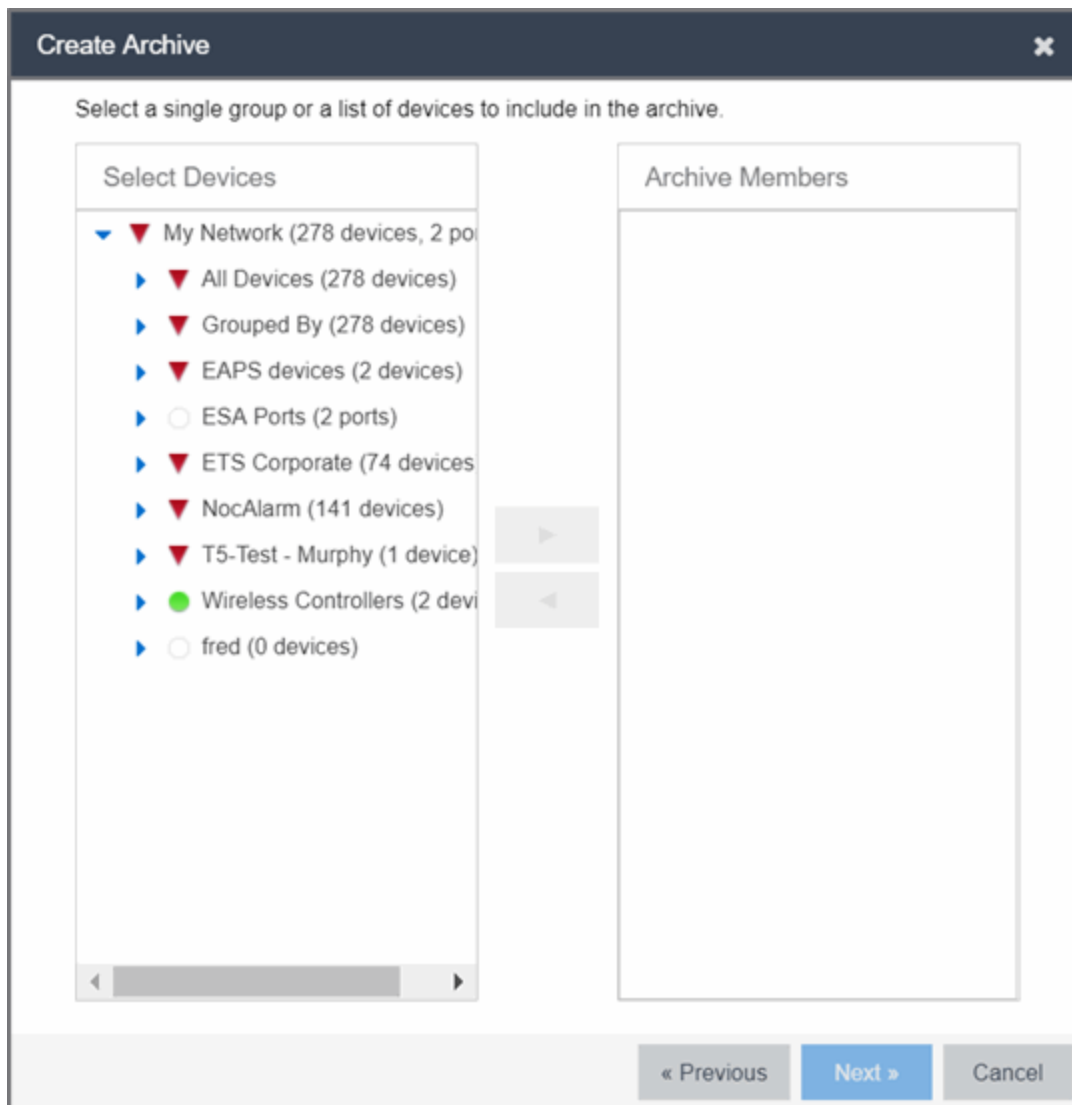 Create Archive
Select a single group or a list of devices to include in the archive.
Select Devices
Archive Members
My Network (278 devices, 2 por
All Devices (278 devices)
Grouped By (278 devices)
EAPS devices (2 devices)
ESA Ports (2 ports)
ETS Corporate (74 devices
NocAlarm (141 devices)
T5-Test - Murphy (1 device)
Wireless Controllers (2 devi
fred (0 devices)
« Previous
Next »
Cancel